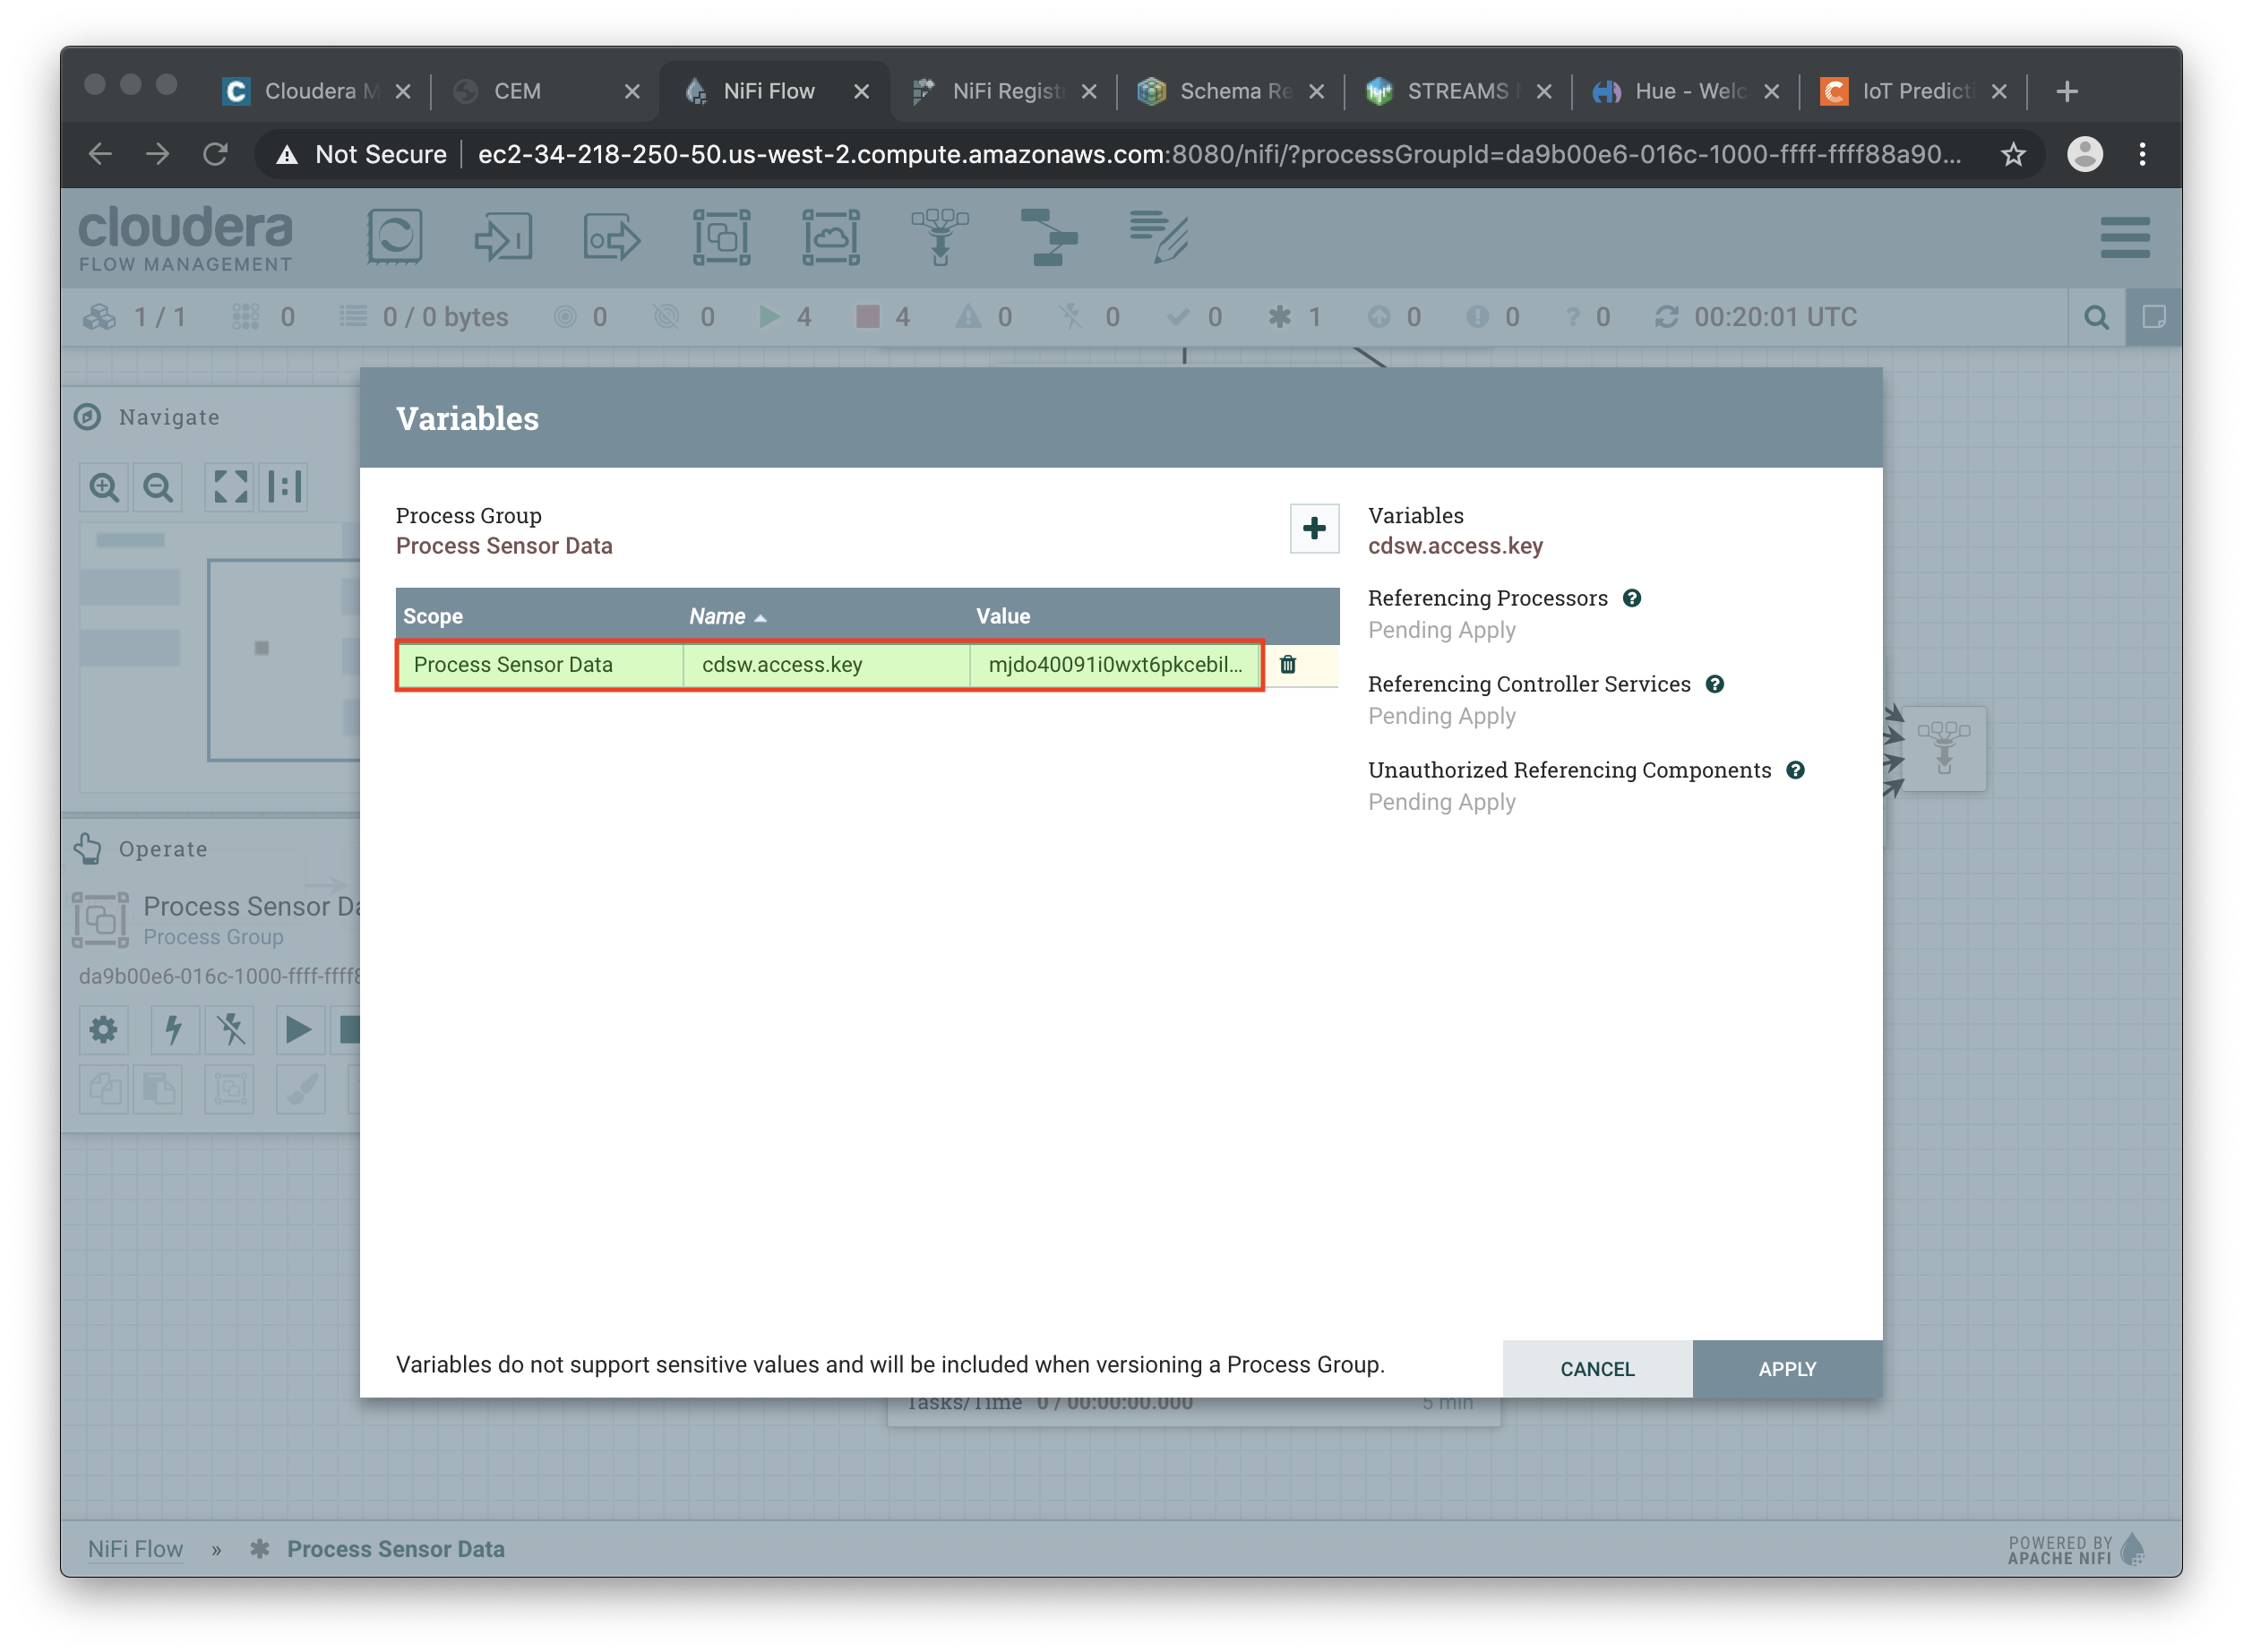 Cloudera M
CEM
NiFi Flow
NiFi Regist
Schema Re
STREAMS
Hue - Welc
IoT Predict
Not Secure
ec2-34-218-250-50.us-west-2.compute.amazonaws.com:8080/nifi/?processGroupId=da9b00e6-016c-1000-ffff-ffff88a90...
cloudera
FLOW MANAGEMENT
1 / 1
0
0 / 0 bytes
0
0
4
4
0
0
0
1
0
0
? 0
00:20:01 UTC
Navigate
Operate
Process Sensor Da
Process Group
da9b00e6-016c-1000-ffff-ffff8
Variables
Process Group
Process Sensor Data
Scope Name Value
Process Sensor Data cdsw.access.key mjdo40091i0wxt6pkcebil...
Variables
cdsw.access.key
Referencing Processors ?
Pending Apply
Referencing Controller Services ?
Pending Apply
Unauthorized Referencing Components ?
Pending Apply
Variables do not support sensitive values and will be included when versioning a Process Group.
CANCEL
APPLY
Tasks/Time 0 / 00:00:00.000 5 min
NiFi Flow » Process Sensor Data
POWERED BY
APACHE NIFI